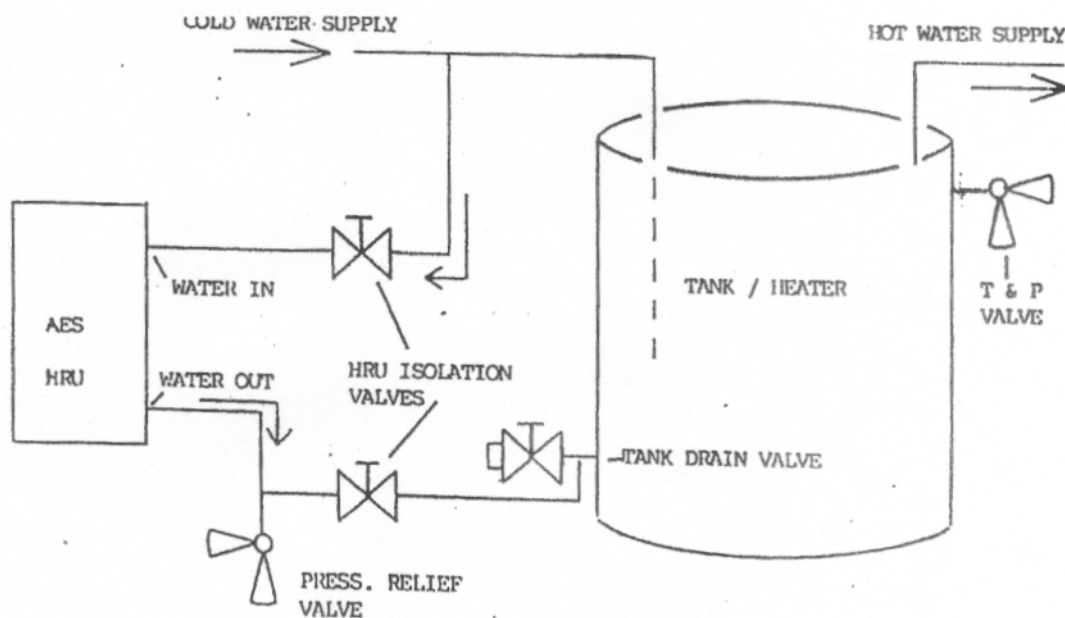 COLD WATER SUPPLY
HOT WATER SUPPLY
WATER IN
TANK / HEATER
T & P
VALVE
AES
HRU
WATER OUT
HRU ISOLATION
VALVES
TANK DRAIN VALVE
PRESS. RELIEF
VALVE